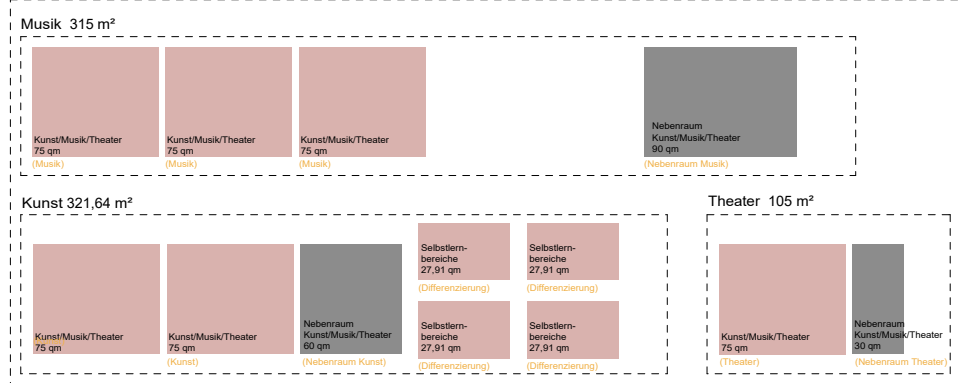 Musik 315 m²
Kunst/Musik/Theater
75 qm
(Musik)
Kunst/Musik/Theater
75 qm
(Musik)
Kunst/Musik/Theater
75 qm
(Musik)
Nebenraum
Kunst/Musik/Theater
90 qm
(Nebenraum Musik)
Kunst 321,64 m²
Kunst/Musik/Theater
75 qm
Kunst/Musik/Theater
75 qm
(Kunst)
Nebenraum
Kunst/Musik/Theater
60 qm
(Nebenraum Kunst)
Selbstlern-
bereiche
27,91 qm
(Differenzierung)
Selbstlern-
bereiche
27,91 qm
(Differenzierung)
Selbstlern-
bereiche
27,91 qm
(Differenzierung)
Selbstlern-
bereiche
27,91 qm
(Differenzierung)
Theater 105 m²
Kunst/Musik/Theater
75 qm
(Theater)
Nebenraum
Kunst/Musik/Theater
30 qm
(Nebenraum Theater)